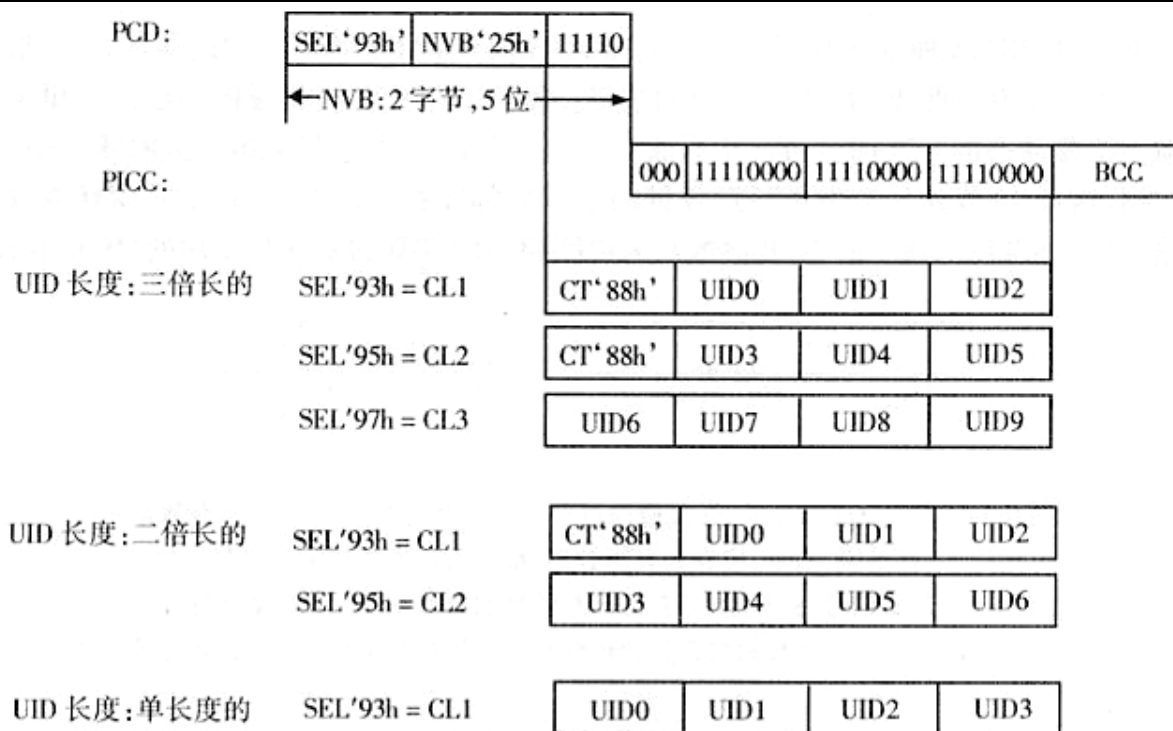 PCD: SEL‘93h’ NVB‘25h’ 11110
NVB:2 字节,5 位
PICC: 000 11110000 11110000 11110000 BCC
UID 长度:三倍长的 SEL′93h = CL1 CT‘88h’ UID0 UID1 UID2
SEL′95h = CL2 CT‘88h’ UID3 UID4 UID5
SEL′97h = CL3 UID6 UID7 UID8 UID9
UID 长度:二倍长的 SEL′93h = CL1 CT‘88h’ UID0 UID1 UID2
SEL′95h = CL2 UID3 UID4 UID5 UID6
UID 长度:单长度的 SEL′93h = CL1 UID0 UID1 UID2 UID3